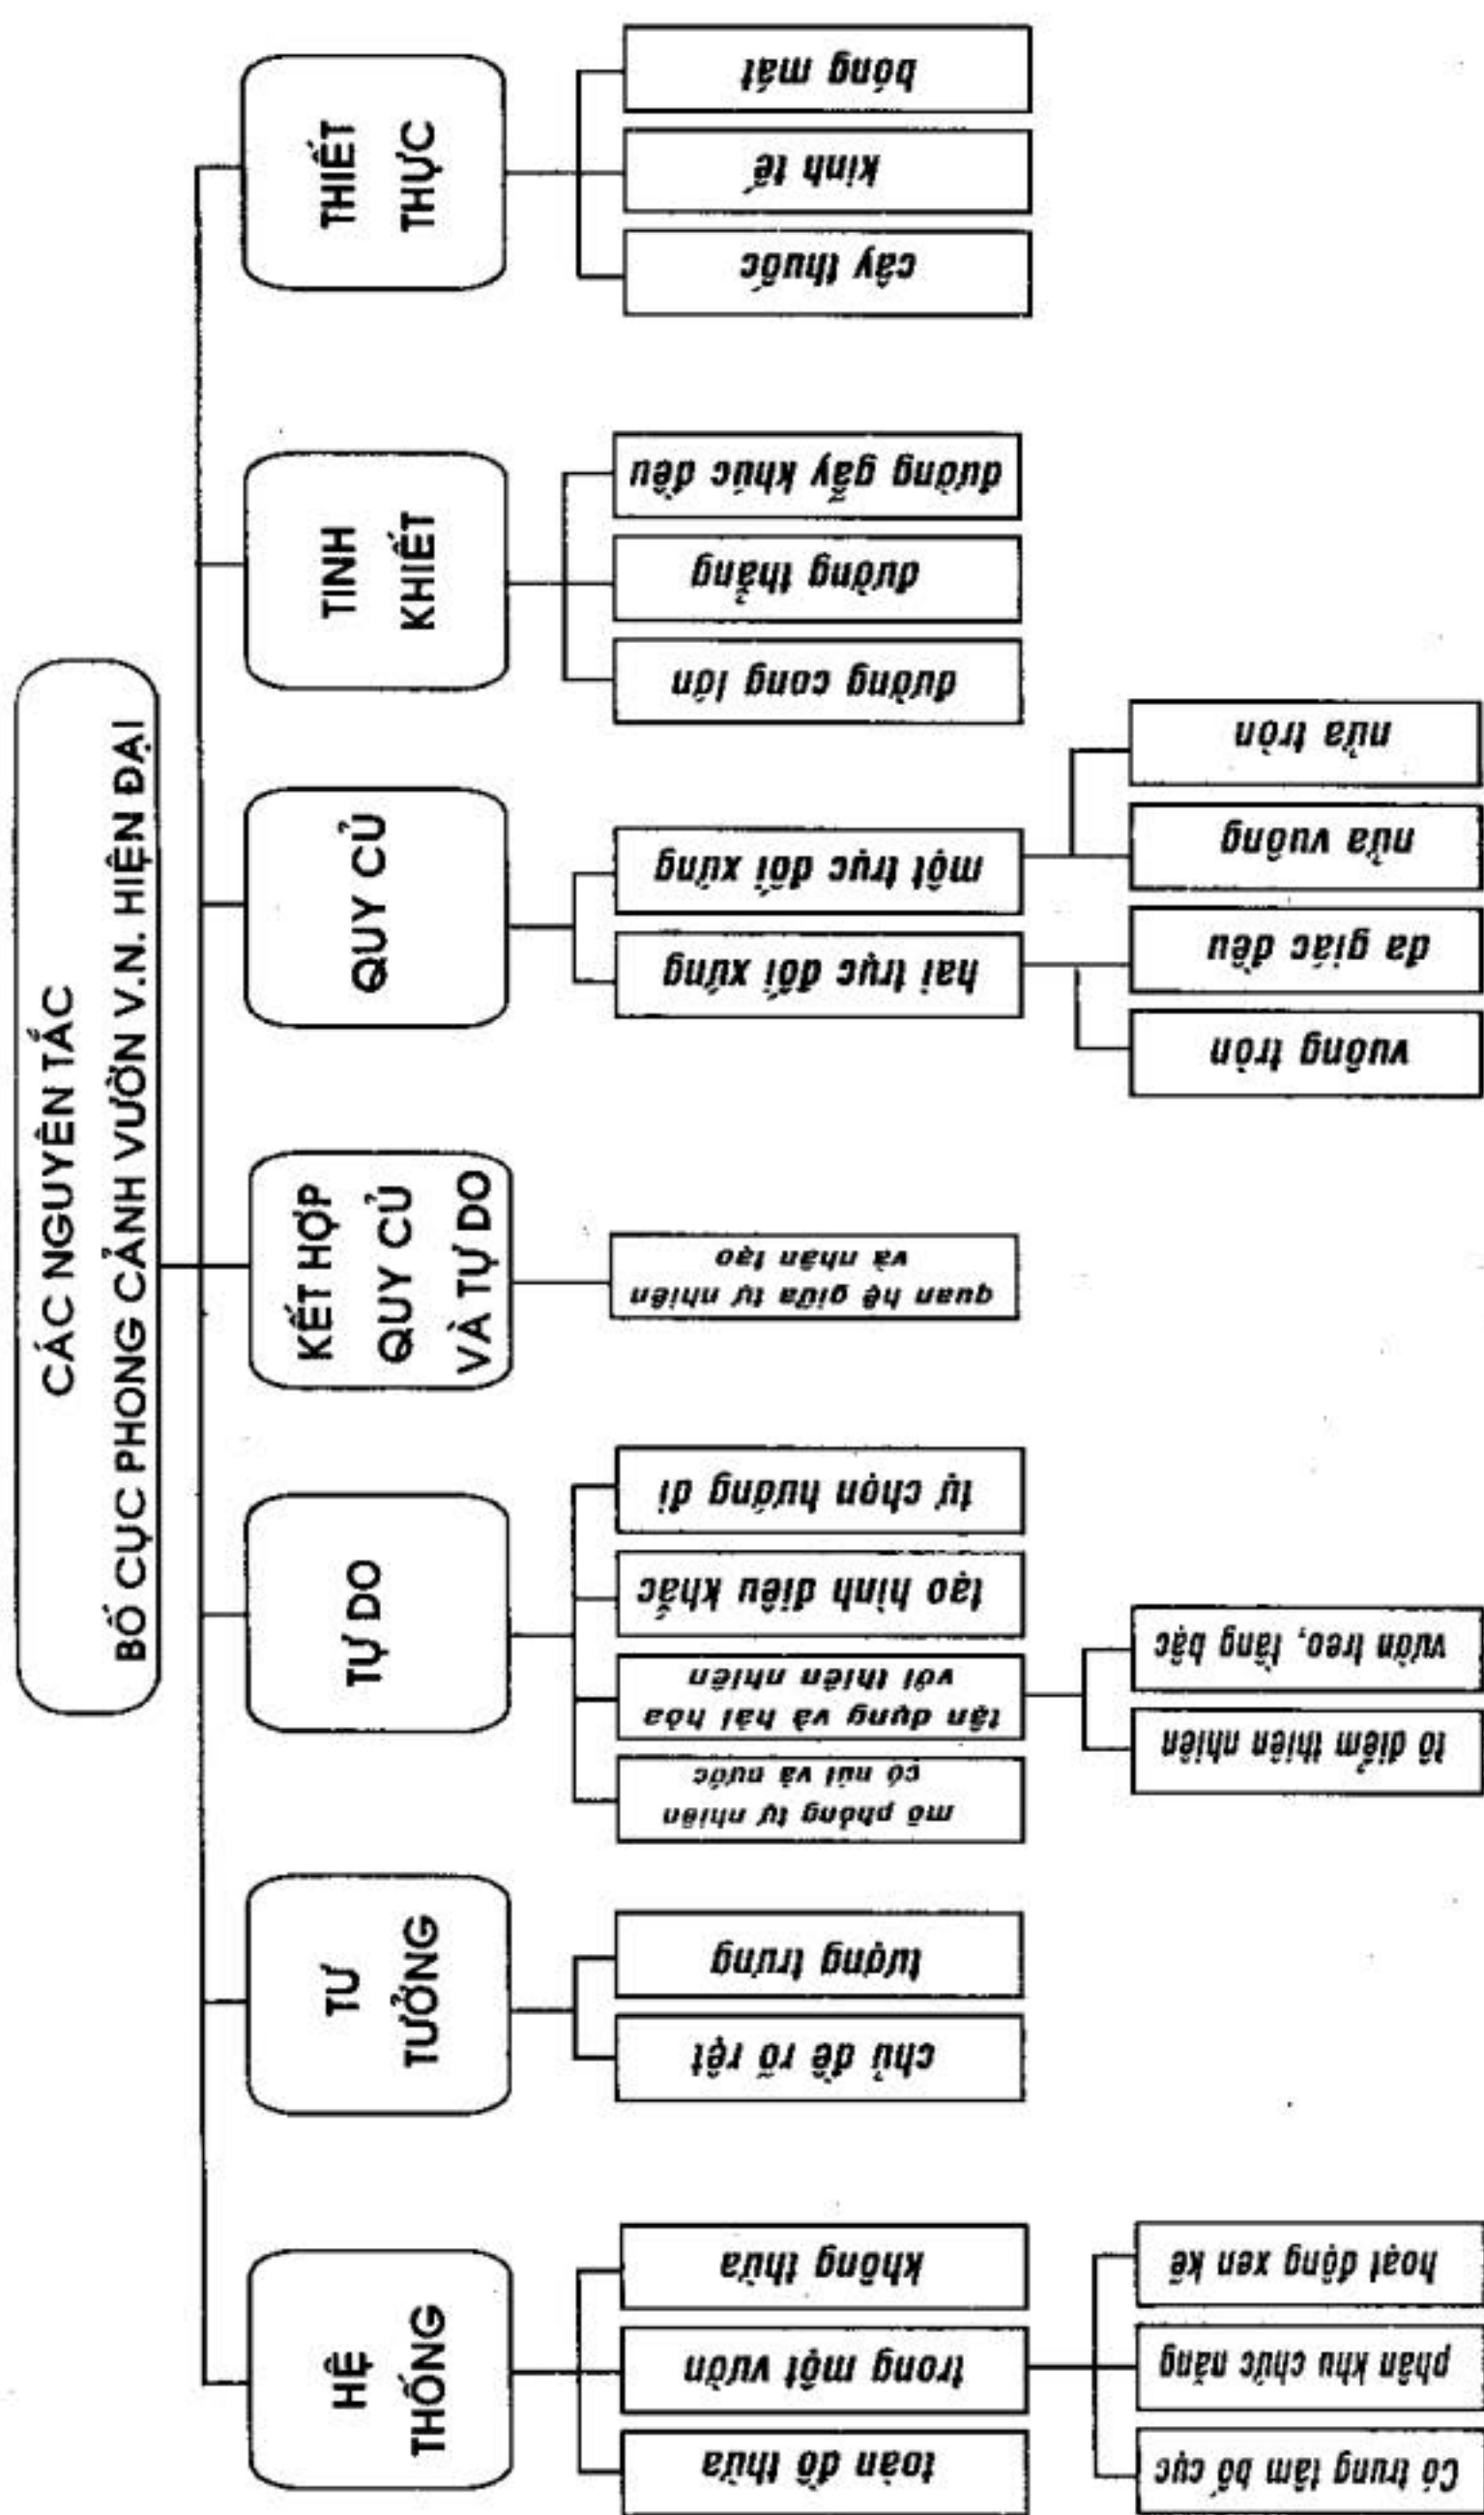 CÁC NGUYÊN TẮC
BỐ CỤC PHONG CẢNH VƯỜN V.N. HIỆN ĐẠI
HỆ
THỐNG
toàn đồ thừa
trong một vườn
không thừa
Có trung tâm bố cục
phân khu chức năng
hoạt động xen kẽ
TƯ
TƯỞNG
chủ đề rõ rệt
tượng trưng
TỰ DO
mô phỏng tự nhiên
có núi và nước
tận dụng và hài hòa
với thiên nhiên
tạo hình điêu khắc
tự chọn hướng đi
tô điểm thiên nhiên
vườn treo, tầng bậc
KẾT HỢP
QUY CỦ
VÀ TỰ DO
quan hệ giữa tự nhiên
và nhân tạo
QUY CỦ
hai trục đối xứng
một trục đối xứng
vuông tròn
đa giác đều
nửa vuông
nửa tròn
TINH
KHIẾT
đường cong lớn
đường thẳng
đường gẫy khúc đều
THIẾT
THỰC
cây thuốc
kinh tế
bóng mát